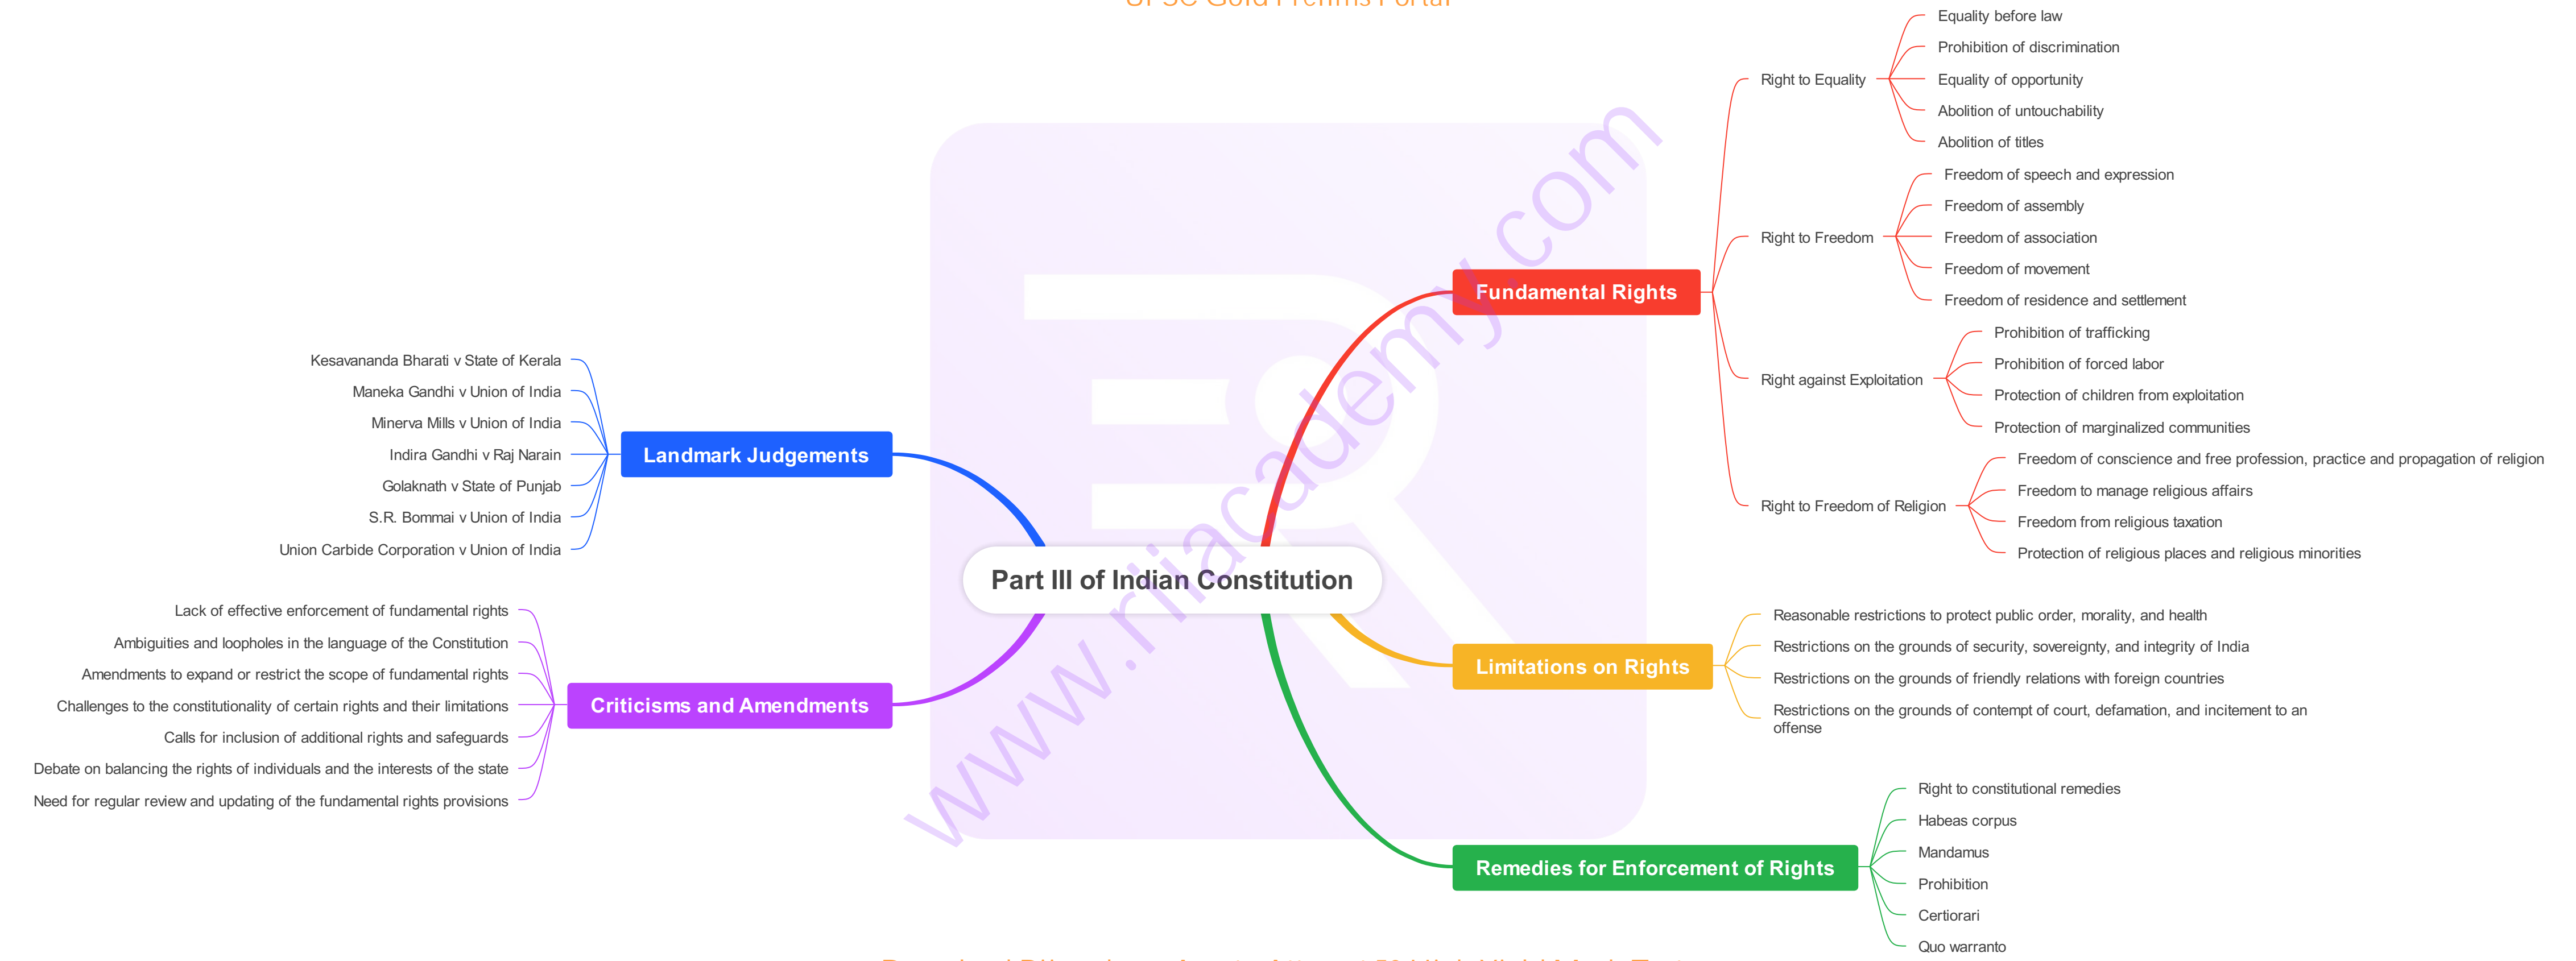 UPSC Gold Prelims Portal
Part III of Indian Constitution
Fundamental Rights
Right to Equality
Equality before law
Prohibition of discrimination
Equality of opportunity
Abolition of untouchability
Abolition of titles
Right to Freedom
Freedom of speech and expression
Freedom of assembly
Freedom of association
Freedom of movement
Freedom of residence and settlement
Right against Exploitation
Prohibition of trafficking
Prohibition of forced labor
Protection of children from exploitation
Protection of marginalized communities
Right to Freedom of Religion
Freedom of conscience and free profession, practice and propagation of religion
Freedom to manage religious affairs
Freedom from religious taxation
Protection of religious places and religious minorities
Limitations on Rights
Reasonable restrictions to protect public order, morality, and health
Restrictions on the grounds of security, sovereignty, and integrity of India
Restrictions on the grounds of friendly relations with foreign countries
Restrictions on the grounds of contempt of court, defamation, and incitement to an
offense
Remedies for Enforcement of Rights
Right to constitutional remedies
Habeas corpus
Mandamus
Prohibition
Certiorari
Quo warranto
Landmark Judgements
Kesavananda Bharati v State of Kerala
Maneka Gandhi v Union of India
Minerva Mills v Union of India
Indira Gandhi v Raj Narain
Golaknath v State of Punjab
S.R. Bommai v Union of India
Union Carbide Corporation v Union of India
Criticisms and Amendments
Lack of effective enforcement of fundamental rights
Ambiguities and loopholes in the language of the Constitution
Amendments to expand or restrict the scope of fundamental rights
Challenges to the constitutionality of certain rights and their limitations
Calls for inclusion of additional rights and safeguards
Debate on balancing the rights of individuals and the interests of the state
Need for regular review and updating of the fundamental rights provisions